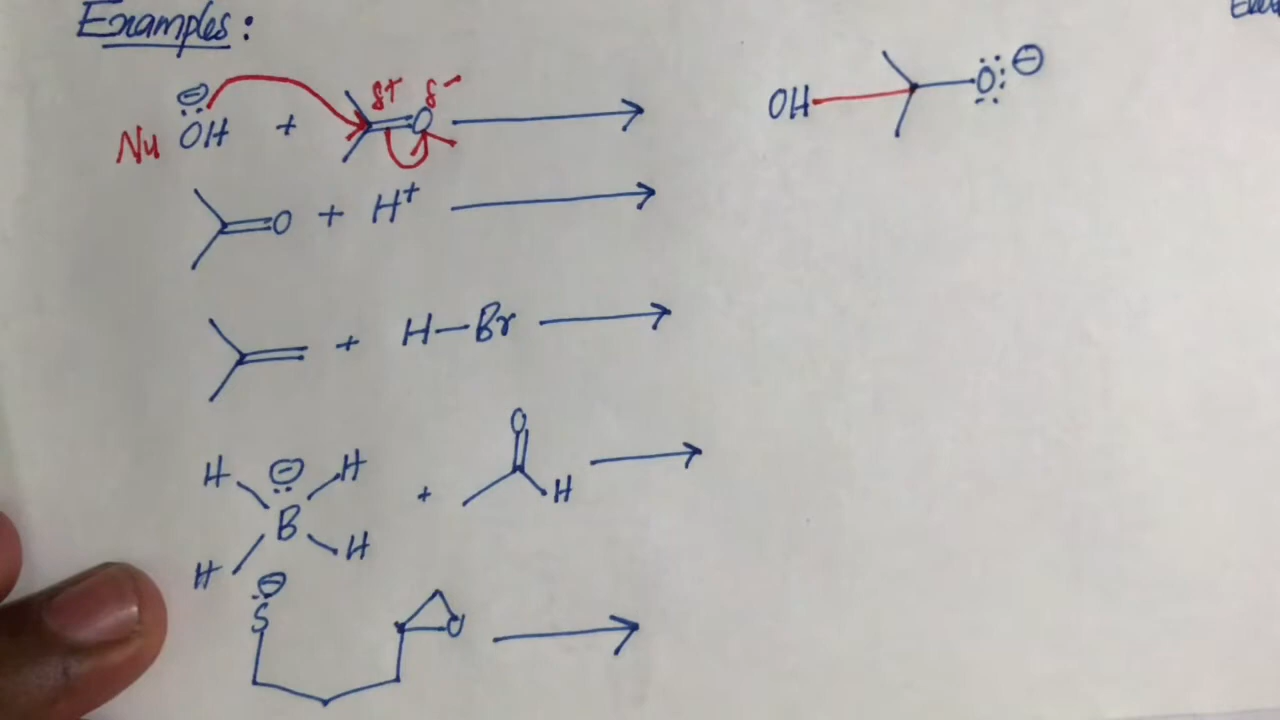 Examples:
⊖
Nu OH + δ+ δ- O ⟶ OH O ⊖
O + H+ ⟶
+ H—Br ⟶
O
H ⊖ H
B + H ⟶
H H
⊖
S O ⟶